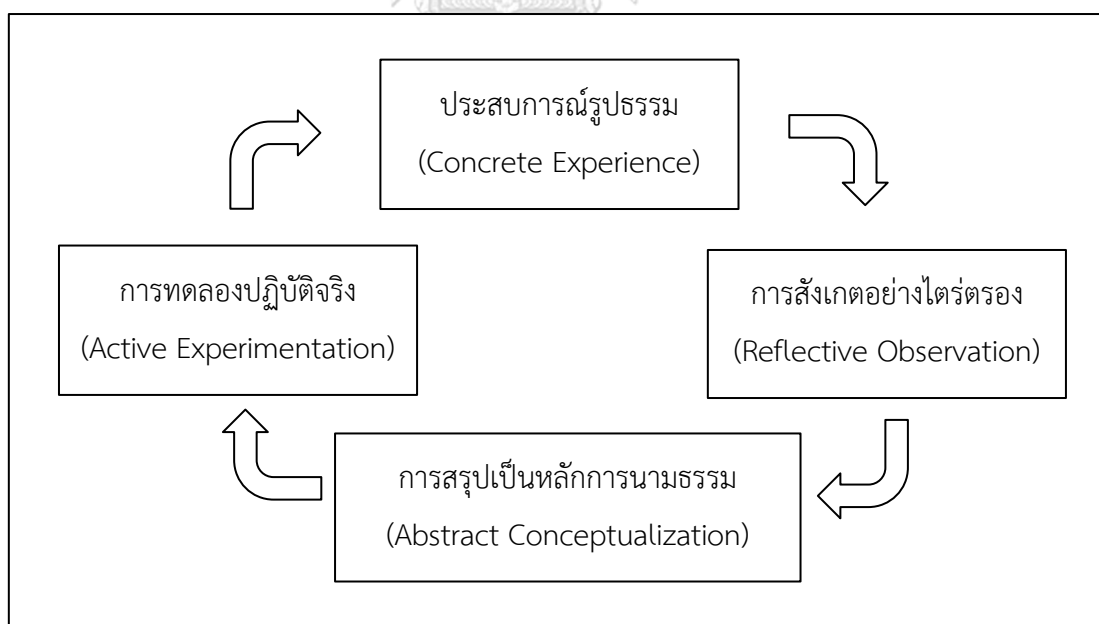 ประสบการณ์รูปธรรม
(Concrete Experience)
การสังเกตอย่างไตร่ตรอง
(Reflective Observation)
การสรุปเป็นหลักการนามธรรม
(Abstract Conceptualization)
การทดลองปฏิบัติจริง
(Active Experimentation)